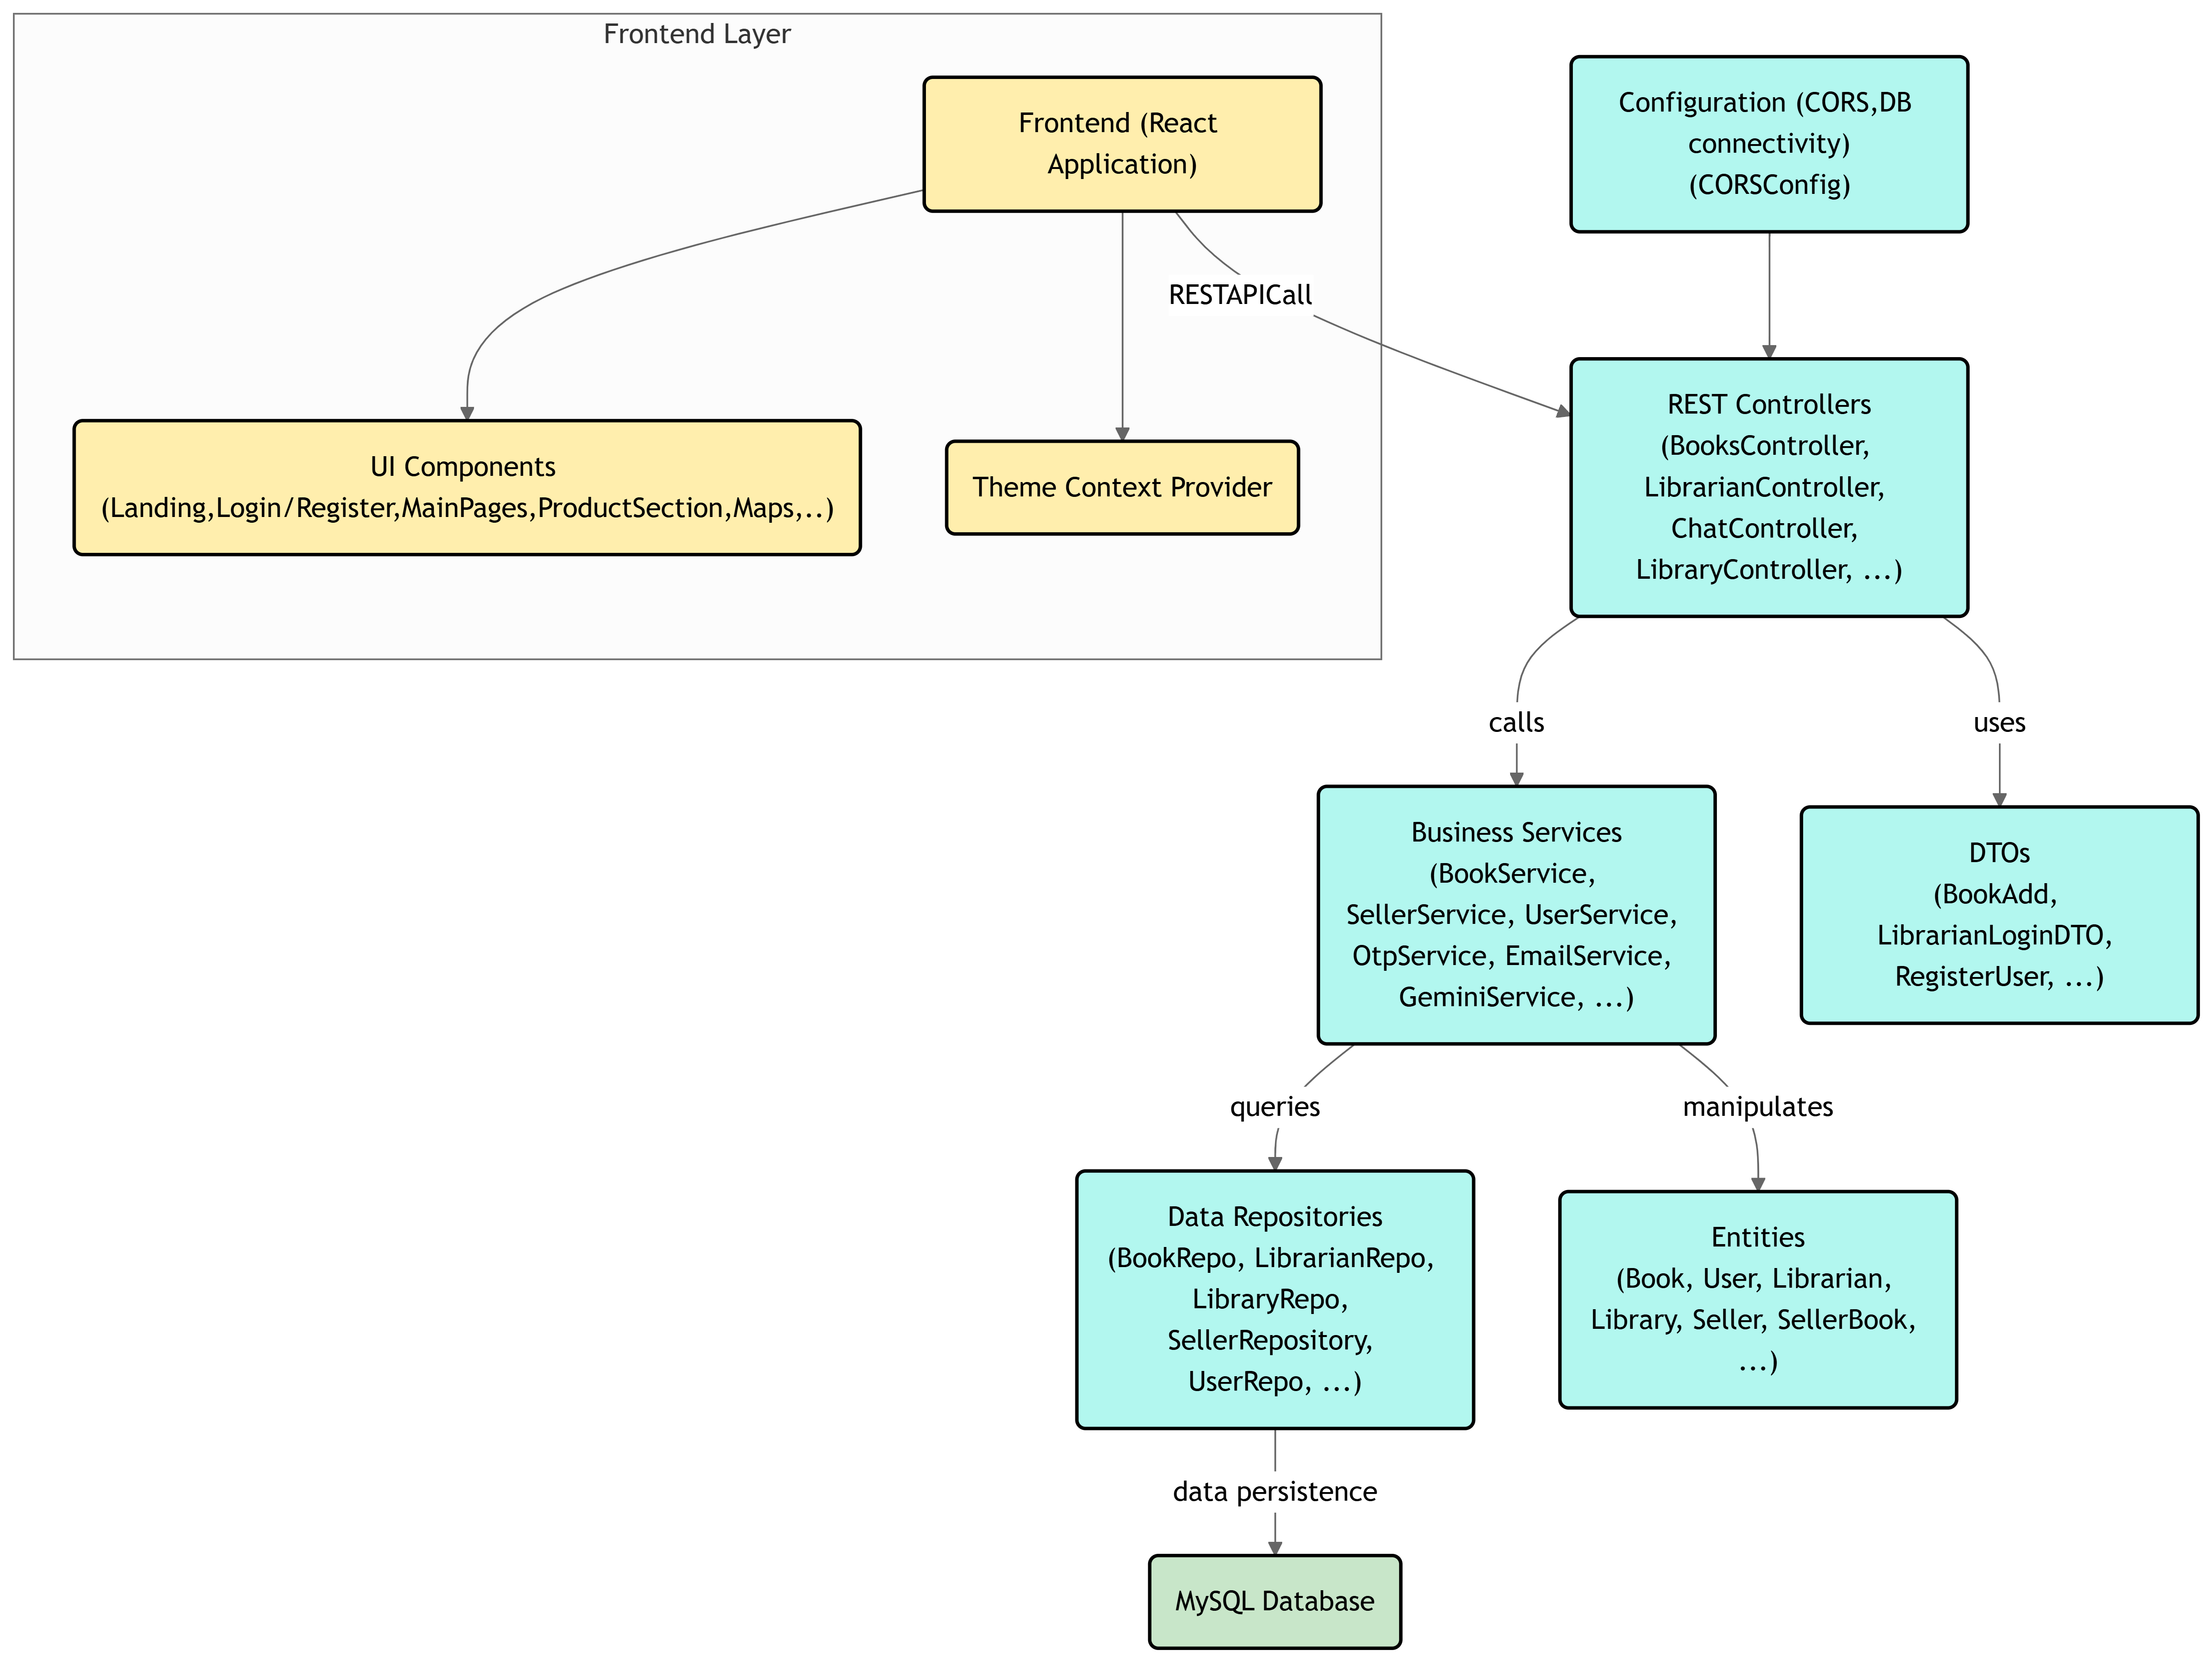 Frontend Layer
Frontend (React
Application)
Configuration (CORS,DB
connectivity)
(CORSConfig)
RESTAPICall
UI Components
(Landing,Login/Register,MainPages,ProductSection,Maps,..)
Theme Context Provider
REST Controllers
(BooksController,
LibrarianController,
ChatController,
LibraryController, ...)
calls
uses
Business Services
(BookService,
SellerService, UserService,
OtpService, EmailService,
GeminiService, ...)
DTOs
(BookAdd,
LibrarianLoginDTO,
RegisterUser, ...)
queries
manipulates
Data Repositories
(BookRepo, LibrarianRepo,
LibraryRepo,
SellerRepository,
UserRepo, ...)
Entities
(Book, User, Librarian,
Library, Seller, SellerBook,
...)
data persistence
MySQL Database